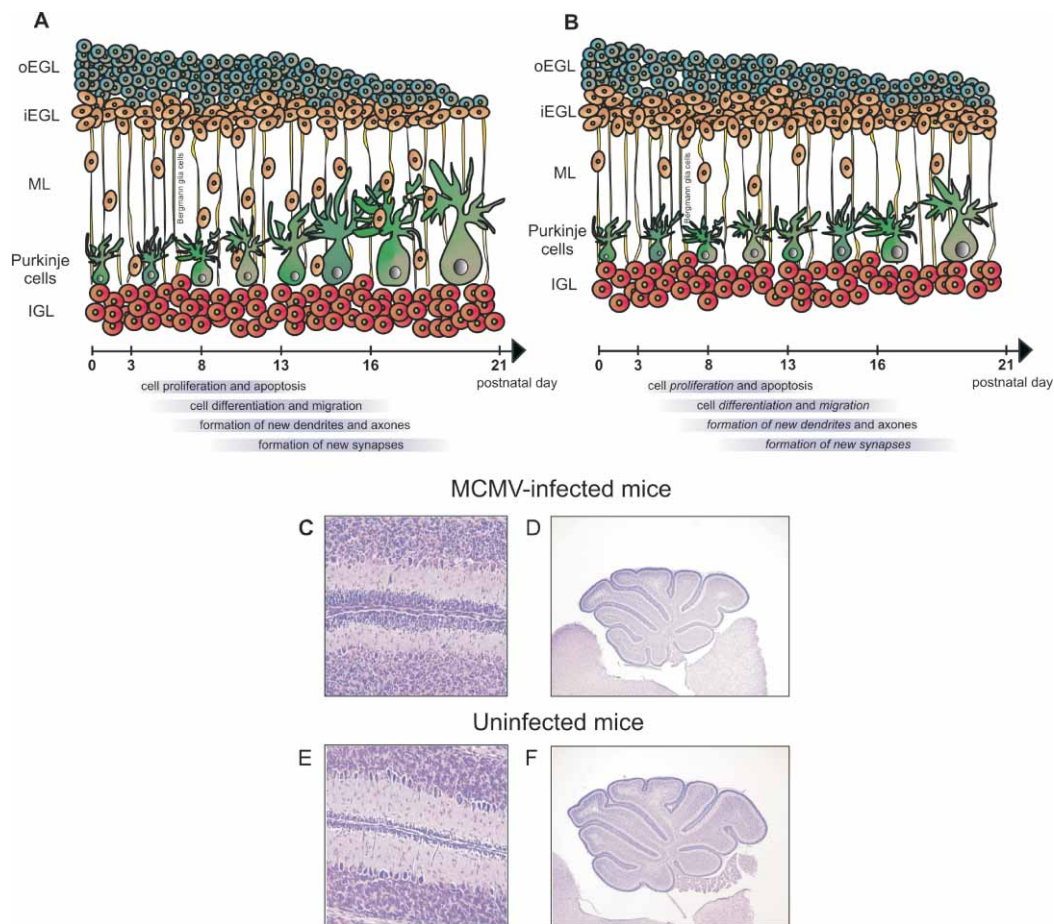 A
oEGL
iEGL
ML
Bergmann glia cells
Purkinje
cells
IGL
0 3 8 13 16 21
postnatal day
cell proliferation and apoptosis
cell differentiation and migration
formation of new dendrites and axones
formation of new synapses
B
oEGL
iEGL
ML
Bergmann glia cells
Purkinje
cells
IGL
0 3 8 13 16 21
postnatal day
cell proliferation and apoptosis
cell differentiation and migration
formation of new dendrites and axones
formation of new synapses
MCMV-infected mice
C D
Uninfected mice
E F